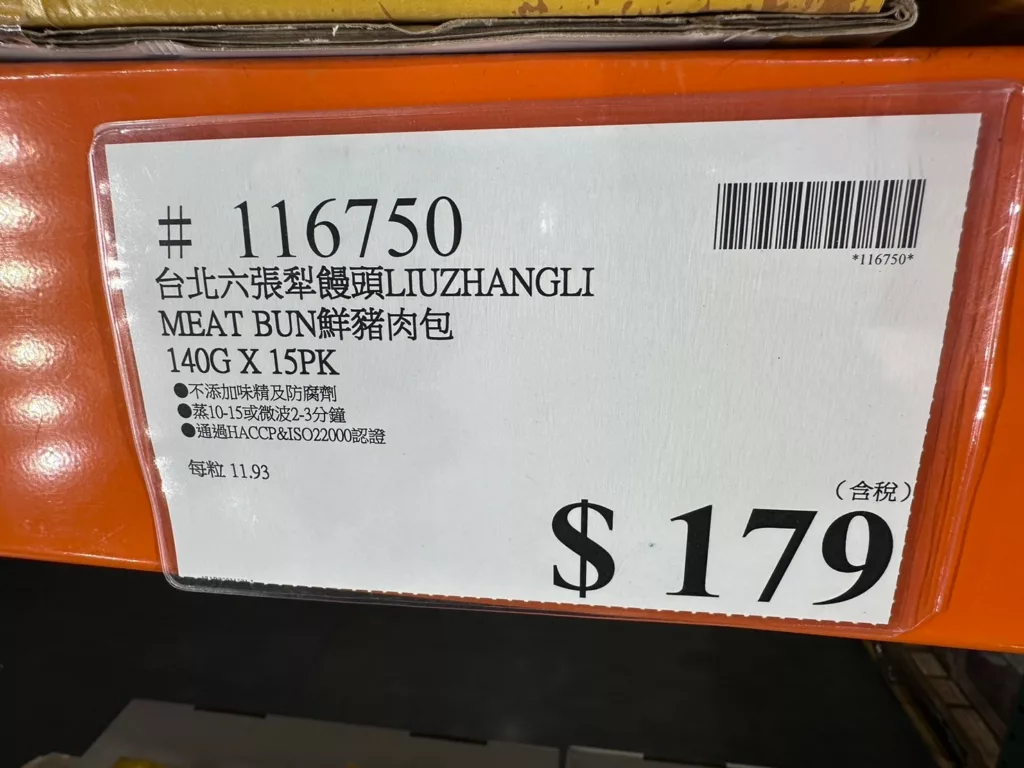 # 116750
*116750*
台北六張犁饅頭LIUZHANGLI
MEAT BUN鮮豬肉包
140G X 15PK
●不添加味精及防腐劑
●蒸10-15或微波2-3分鐘
●通過HACCP&ISO22000認證
每粒 11.93
(含稅)
$ 179